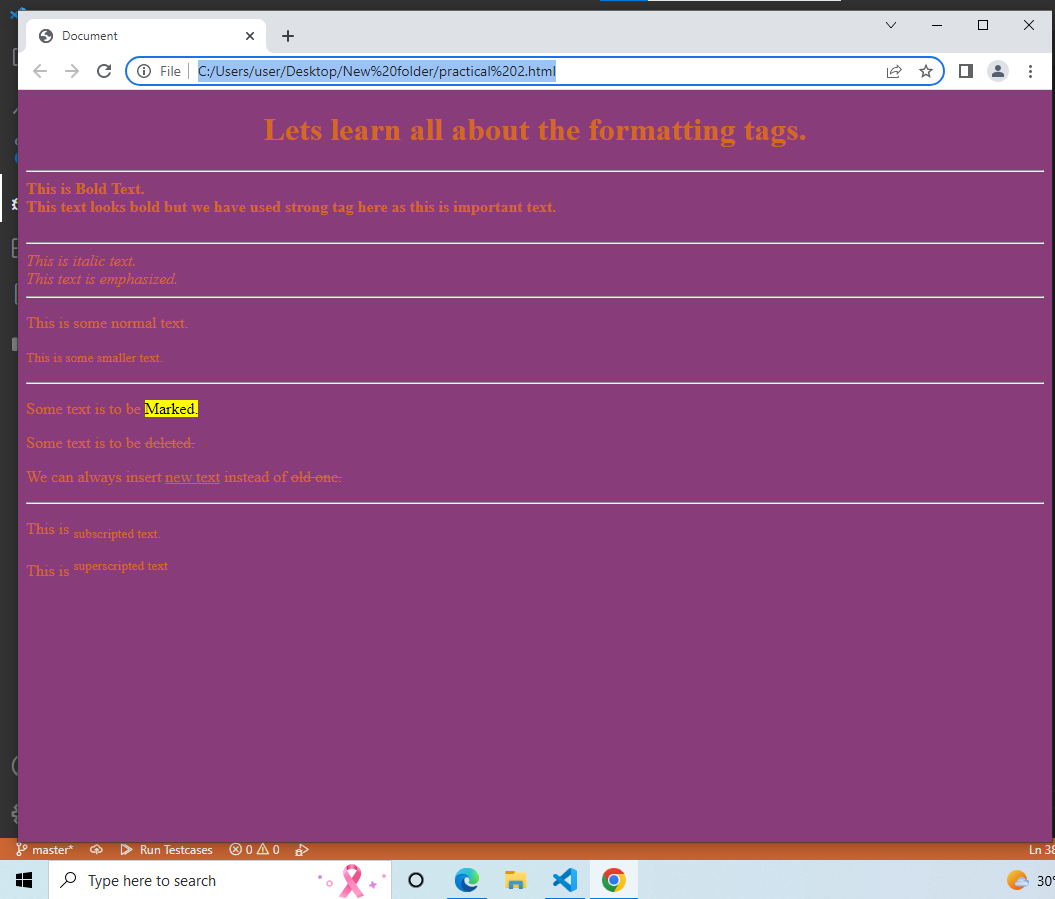 Document
File
C:/Users/user/Desktop/New%20folder/practical%202.html
Lets learn all about the formatting tags.
This is Bold Text.
This text looks bold but we have used strong tag here as this is important text.
This is italic text.
This text is emphasized.
This is some normal text.
This is some smaller text.
Some text is to be Marked.
Some text is to be deleted.
We can always insert new text instead of old one.
This is subscripted text.
This is superscripted text
master* Run Testcases 0 0 Ln 38
Type here to search 30°